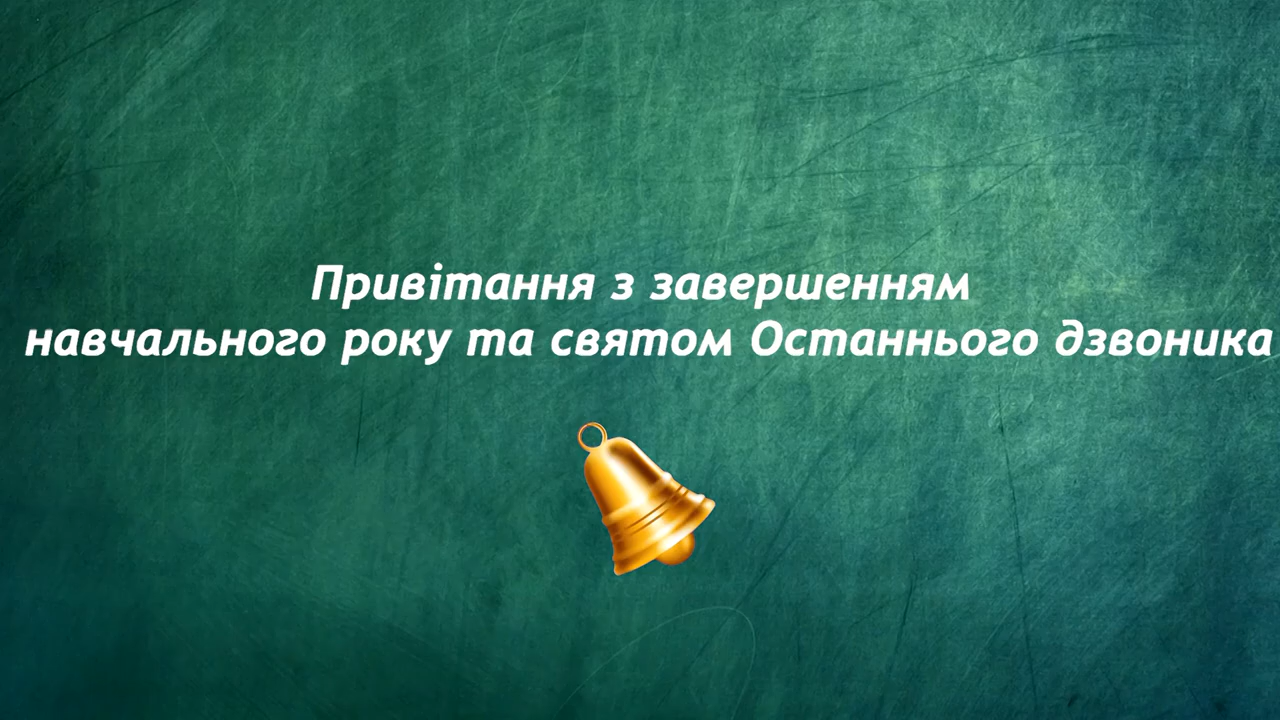 Привітання з завершенням
навчального року та святом Останнього дзвоника